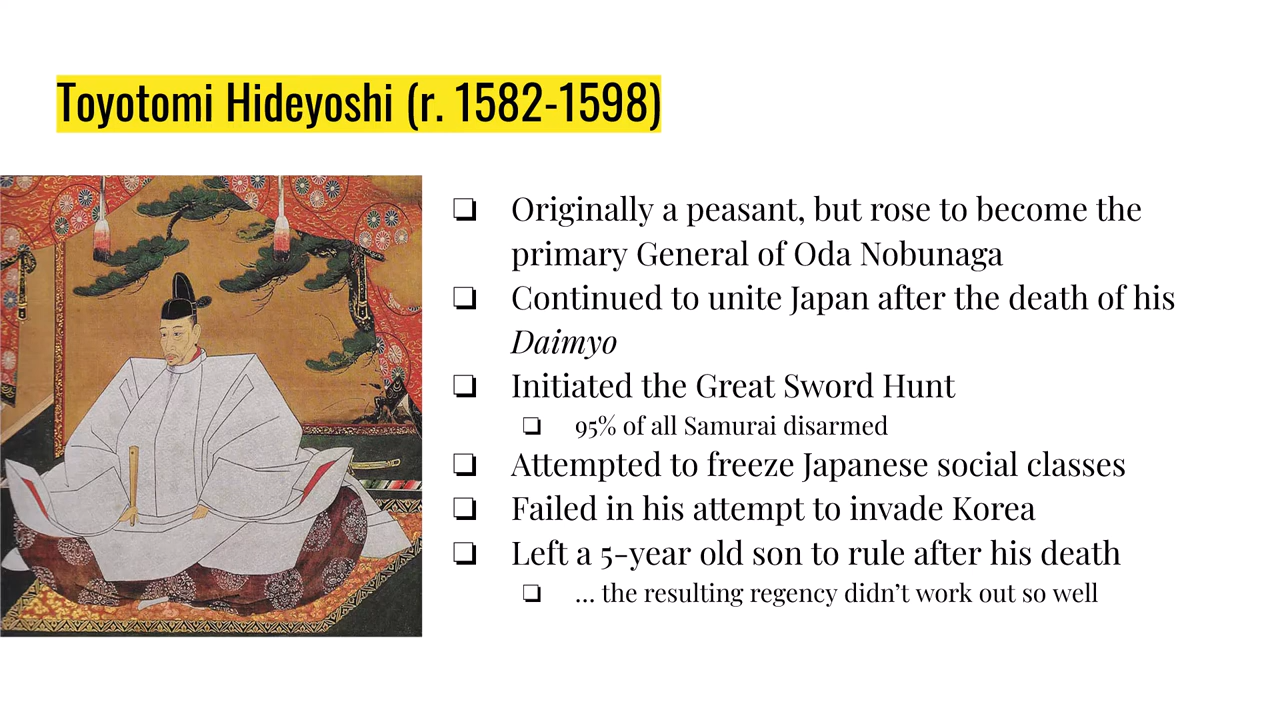 Toyotomi Hideyoshi (r. 1582-1598)
Originally a peasant, but rose to become the
primary General of Oda Nobunaga
Continued to unite Japan after the death of his
Daimyo
Initiated the Great Sword Hunt
95% of all Samurai disarmed
Attempted to freeze Japanese social classes
Failed in his attempt to invade Korea
Left a 5-year old son to rule after his death
... the resulting regency didn’t work out so well